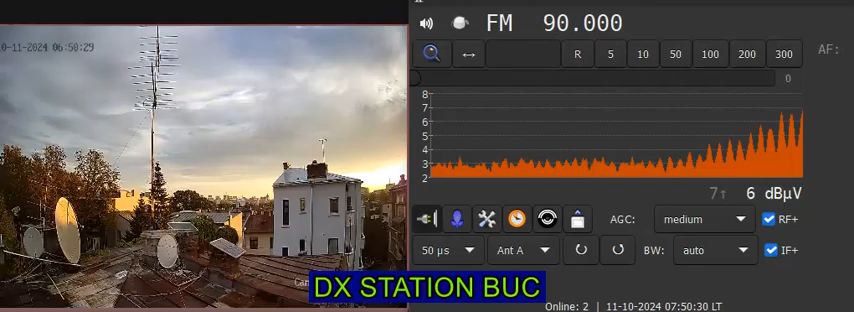 0-11-2024 06:50:29
FM 90.000
R 5 10 50 100 200 300
AF:
0
8
7
6
5
4
3
2
7↑ 6 dBµV
AGC: medium RF+
50 µs Ant A BW: auto IF+
Ca
DX STATION BUC
Online: 2 | 11-10-2024 07:50:30 LT